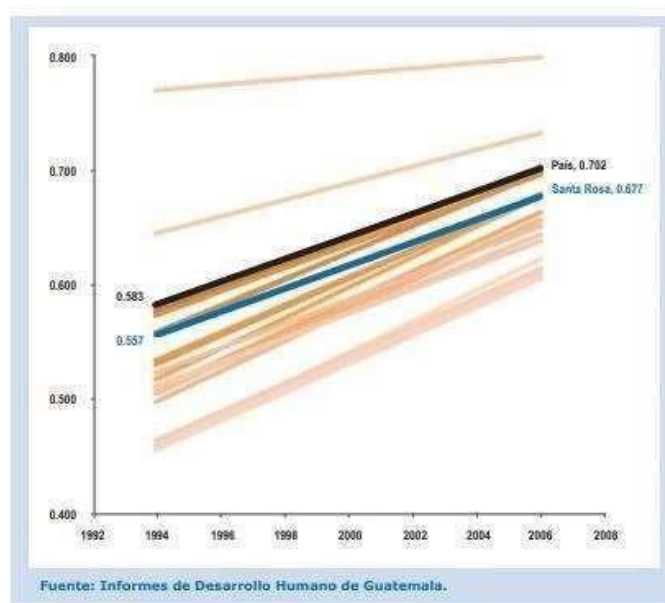 0.800
0.700
País, 0.702
Santa Rosa, 0.677
0.600
0.583
0.557
0.500
0.400
1992 1994 1996 1998 2000 2002 2004 2006 2008
Fuente: Informes de Desarrollo Humano de Guatemala.